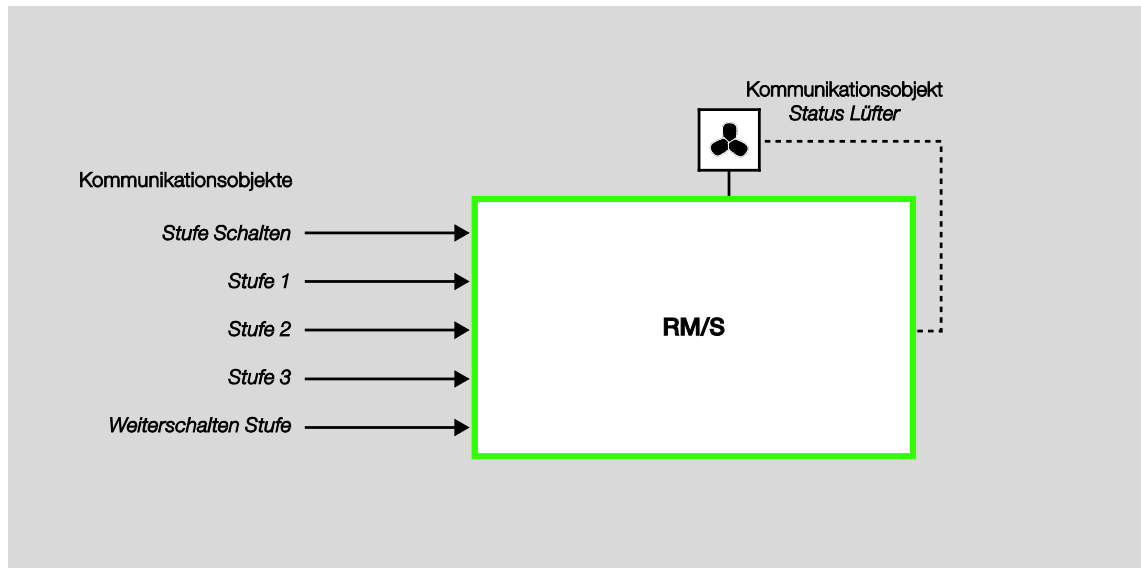 Kommunikationsobjekt
Status Lüfter
Kommunikationsobjekte
Stufe Schalten
Stufe 1
Stufe 2
Stufe 3
Weiterschalten Stufe
RM/S